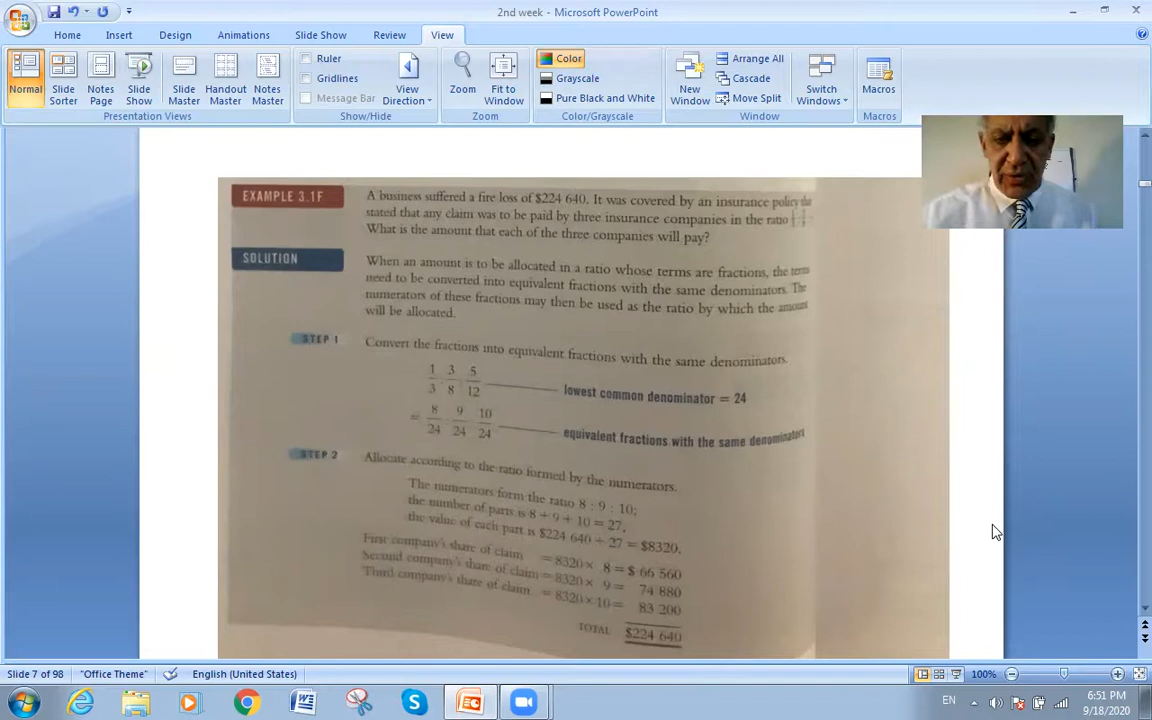 2nd week - Microsoft PowerPoint
Home Insert Design Animations Slide Show Review View
Normal Slide Sorter Notes Page Slide Show Slide Master Handout Master Notes Master
Presentation Views
Ruler
Gridlines
Message Bar
View Direction
Show/Hide
Zoom Fit to Window
Zoom
Color
Grayscale
Pure Black and White
Color/Grayscale
New Window
Arrange All
Cascade
Move Split
Switch Windows
Window
Macros
Macros
EXAMPLE 3.1F
A business suffered a fire loss of $224 640. It was covered by an insurance policy
stated that any claim was to be paid by three insurance companies in the ratio
What is the amount that each of the three companies will pay?
SOLUTION
When an amount is to be allocated in a ratio whose terms are fractions, the terms
need to be converted into equivalent fractions with the same denominators. The
numerators of these fractions may then be used as the ratio by which the amount
will be allocated.
STEP 1
Convert the fractions into equivalent fractions with the same denominators.
1 3 5
3 8 12
lowest common denominator = 24
= 8 9 10
24 24 24
equivalent fractions with the same denominators
STEP 2
Allocate according to the ratio formed by the numerators.
The numerators form the ratio 8 : 9 : 10;
the number of parts is 8 + 9 + 10 = 27,
the value of each part is $224 640 ÷ 27 = $8320.
First company's share of claim = 8320 × 8 = $ 66 560
Second company's share of claim = 8320 × 9 = 74 880
Third company's share of claim = 8320 × 10 = 83 200
TOTAL $224 640
Slide 7 of 98 "Office Theme" English (United States) 100%
EN 6:51 PM
9/18/2020